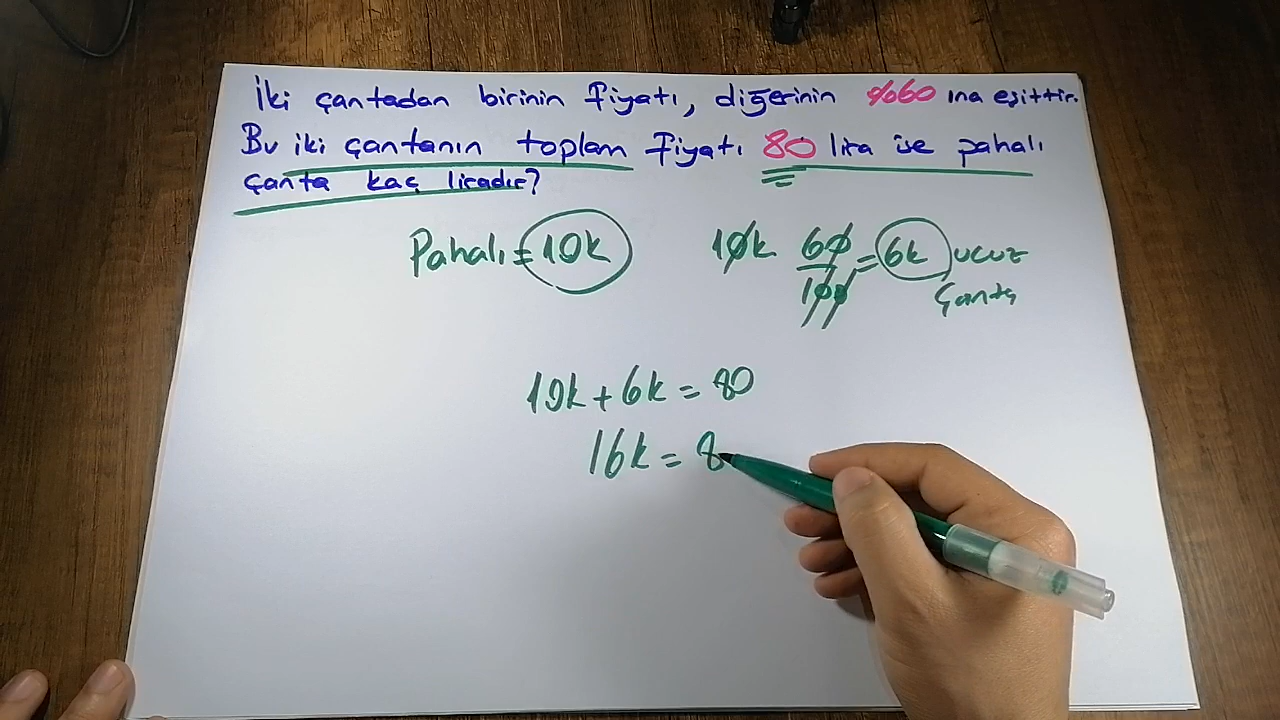 İki çantadan birinin fiyatı, diğerinin %60 ına eşittir.
Bu iki çantanın toplam fiyatı 80 lira ise pahalı
çanta kaç liradır?
Pahalı = 10k
10k 60/100 = 6k ucuz
çanta
10k + 6k = 80
16k = 8